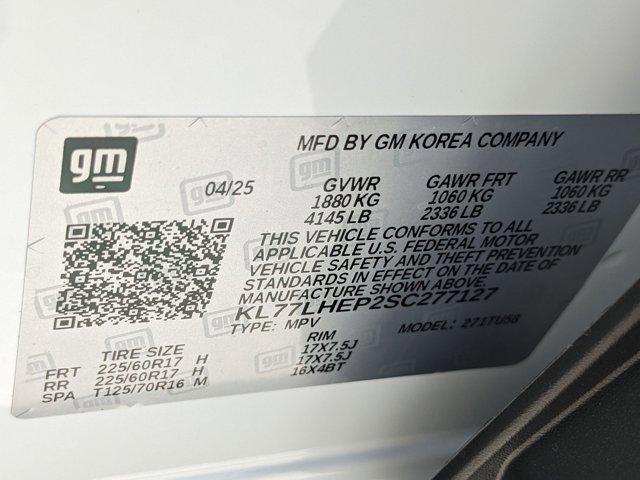 gm
MFD BY GM KOREA COMPANY
04/25 GVWR GAWR FRT GAWR RR
1880 KG 1060 KG 1060 KG
4145 LB 2336 LB 2336 LB
THIS VEHICLE CONFORMS TO ALL
APPLICABLE U.S. FEDERAL MOTOR
VEHICLE SAFETY AND THEFT PREVENTION
STANDARDS IN EFFECT ON THE DATE OF
MANUFACTURE SHOWN ABOVE.
KL77LHEP2SC277127
TYPE: MPV MODEL: 271TU58
TIRE SIZE RIM
FRT 225/60R17 H 17X7.5J
RR 225/60R17 H 17X7.5J
SPA T125/70R16 M 16X4BT